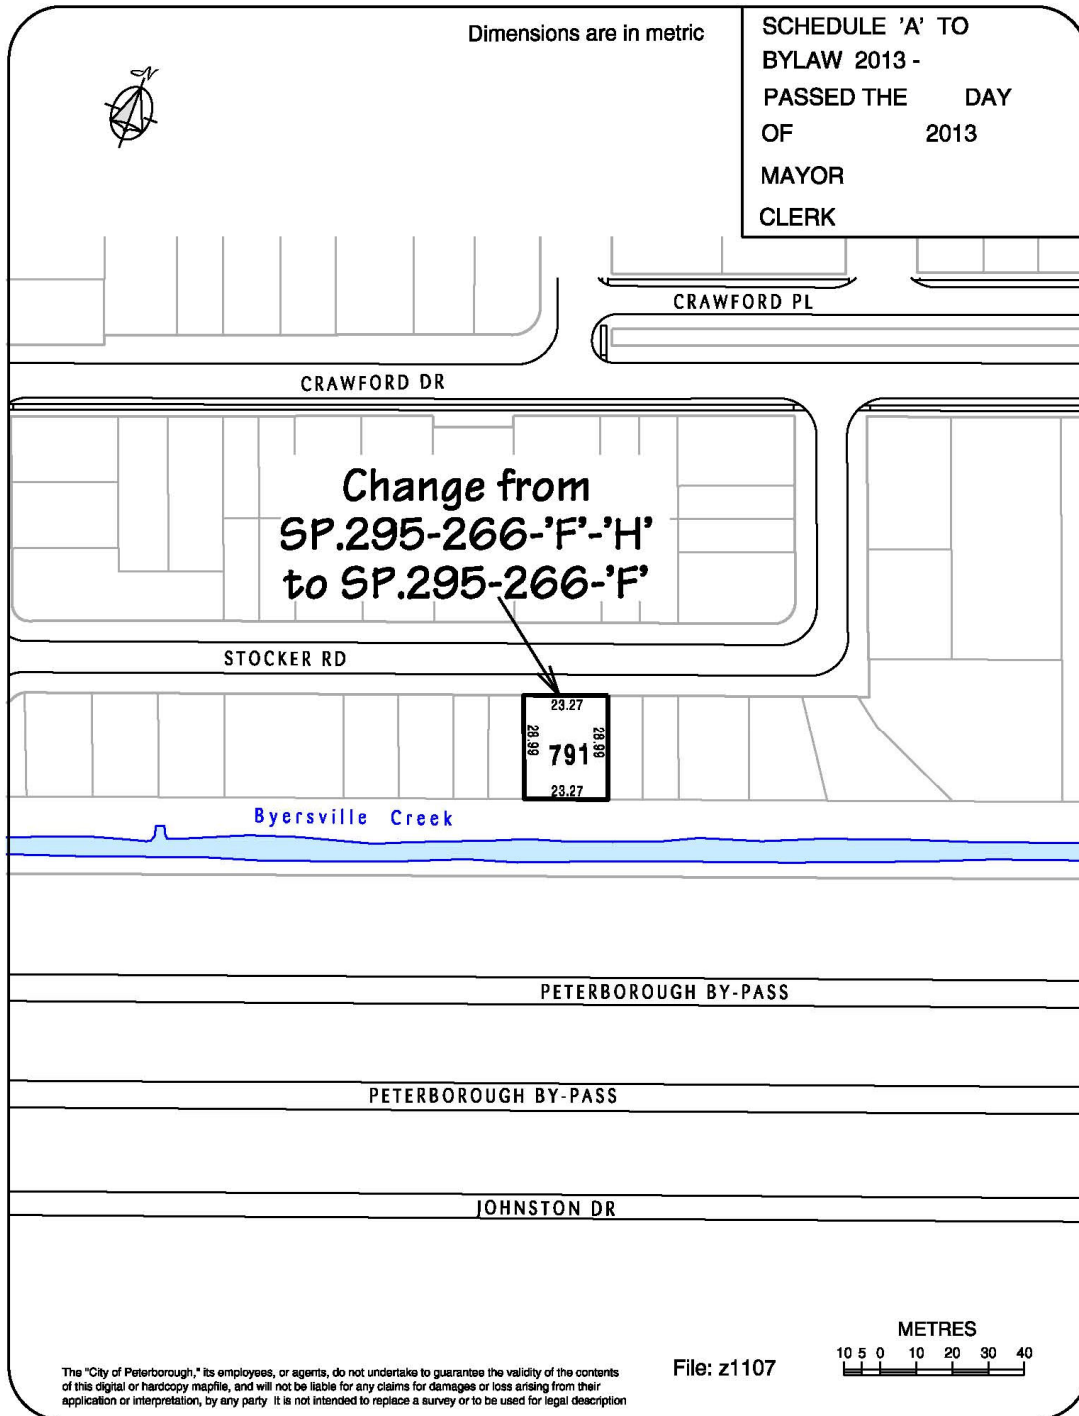 Dimensions are in metric
SCHEDULE 'A' TO
BYLAW 2013 -
PASSED THE DAY
OF 2013
MAYOR
CLERK
N
CRAWFORD PL
CRAWFORD DR
Change from
SP.295-266-'F'-'H'
to SP.295-266-'F'
STOCKER RD
23.27
28.99
791
28.99
23.27
Byersville Creek
PETERBOROUGH BY-PASS
PETERBOROUGH BY-PASS
JOHNSTON DR
METRES
10 5 0 10 20 30 40
File: z1107
The "City of Peterborough," its employees, or agents, do not undertake to guarantee the validity of the contents
of this digital or hardcopy mapfile, and will not be liable for any claims for damages or loss arising from their
application or interpretation, by any party It is not intended to replace a survey or to be used for legal description